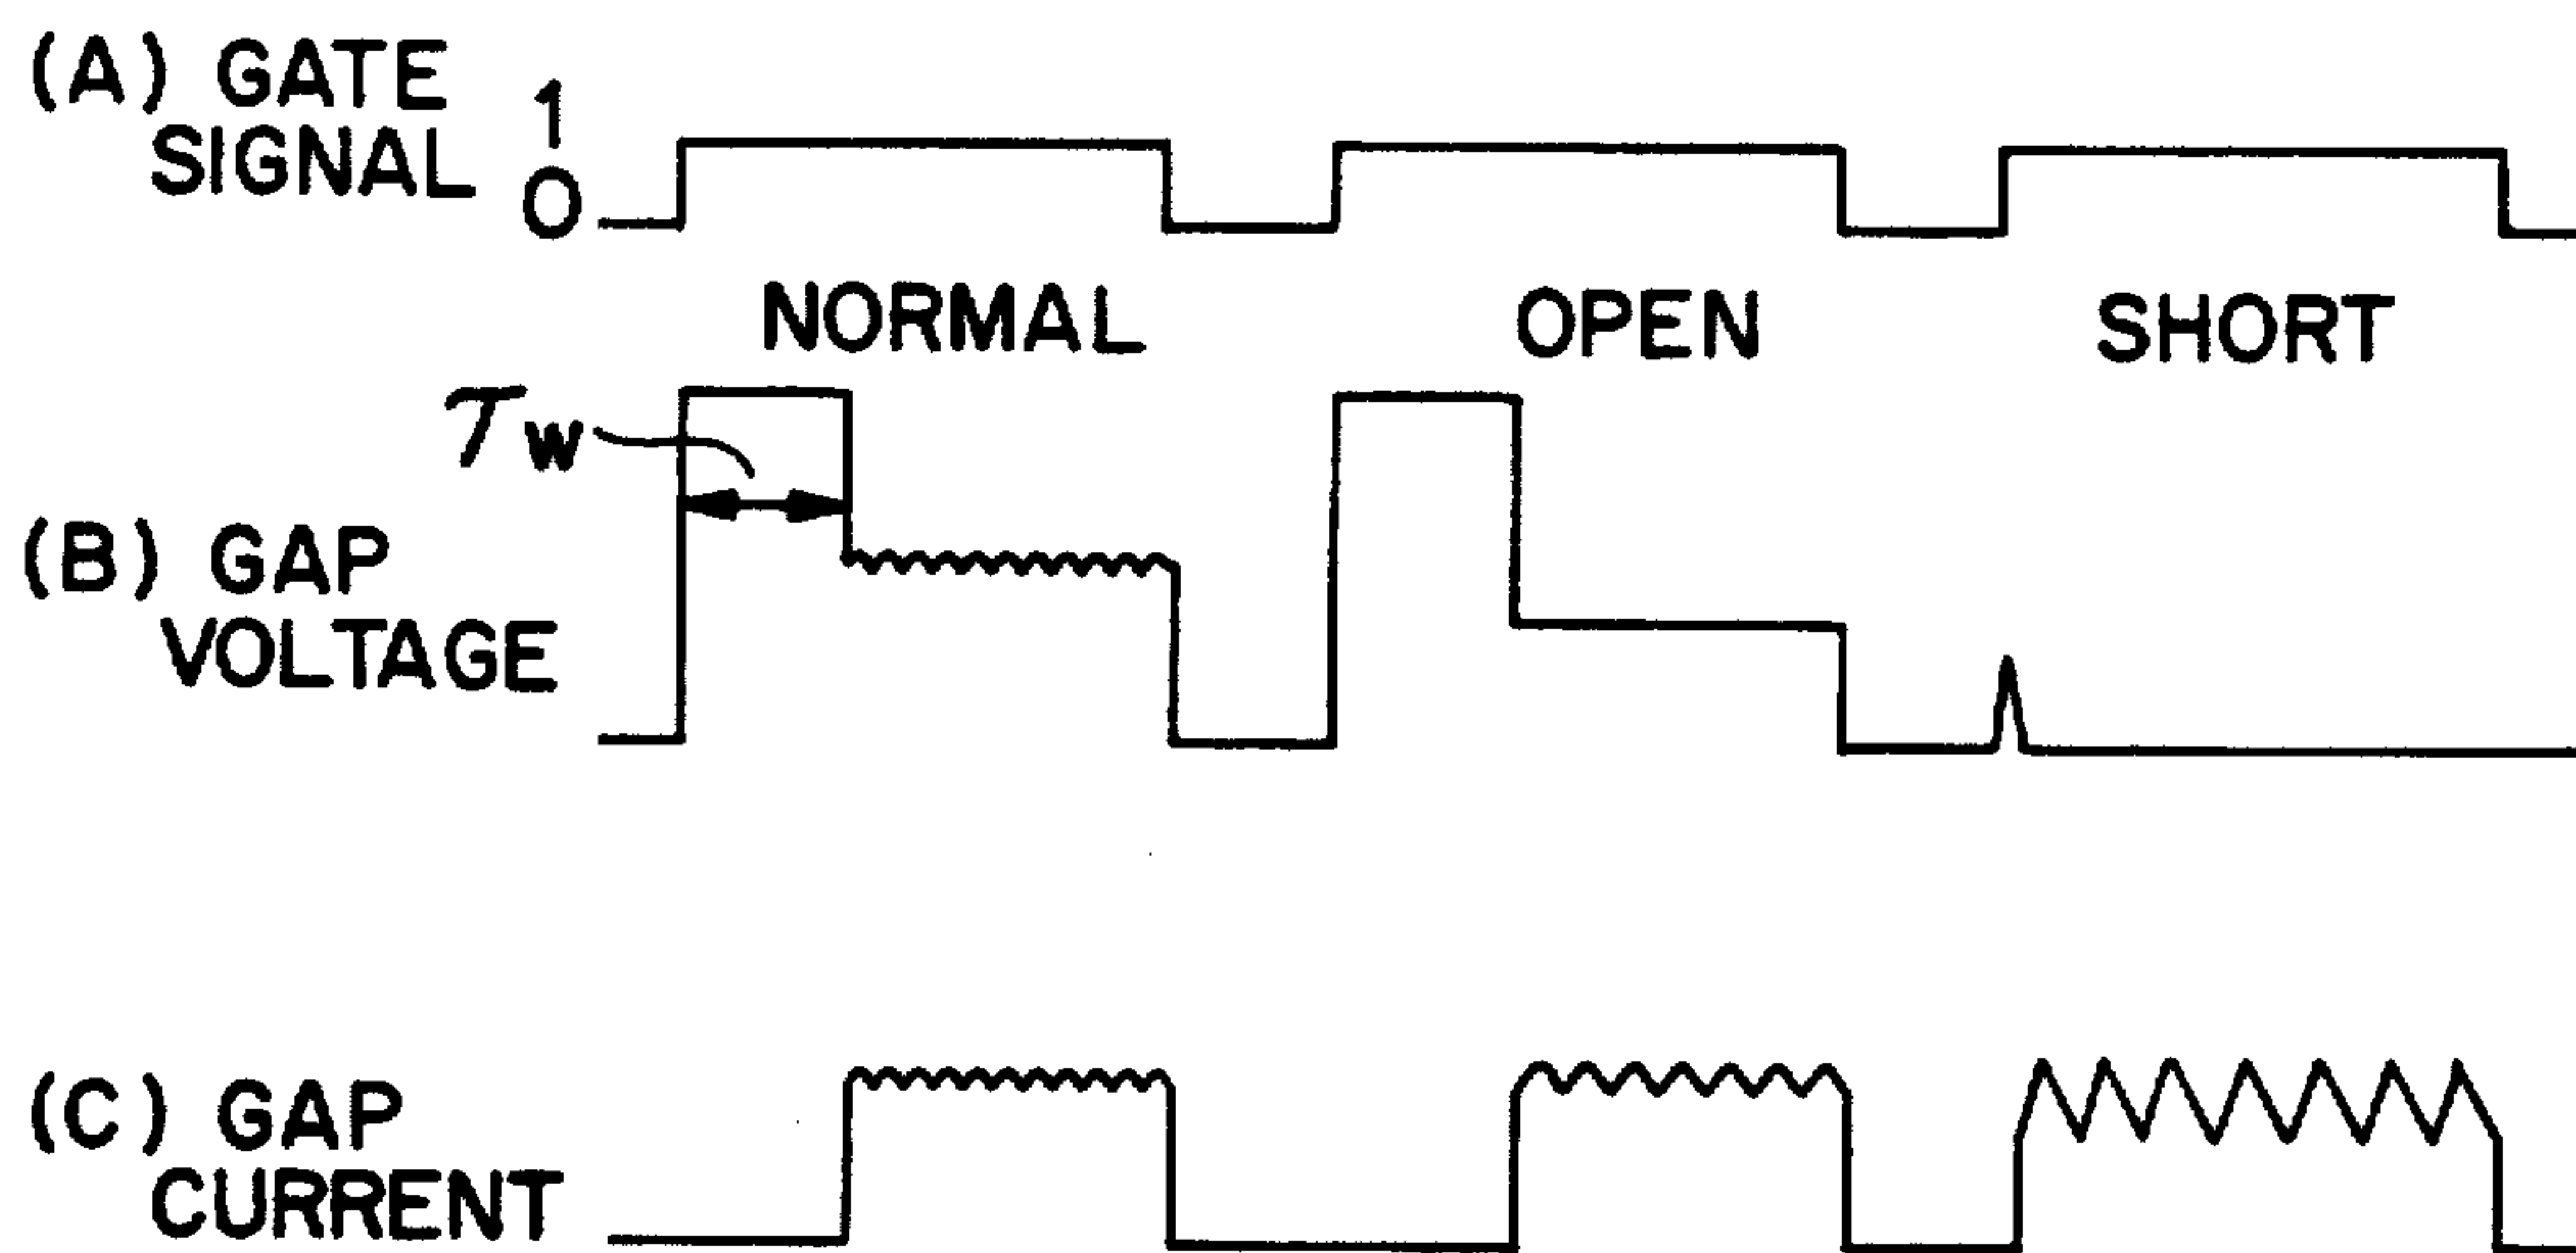 (A) GATE
SIGNAL
1
0
NORMAL
OPEN
SHORT
τw
(B) GAP
VOLTAGE
(C) GAP
CURRENT